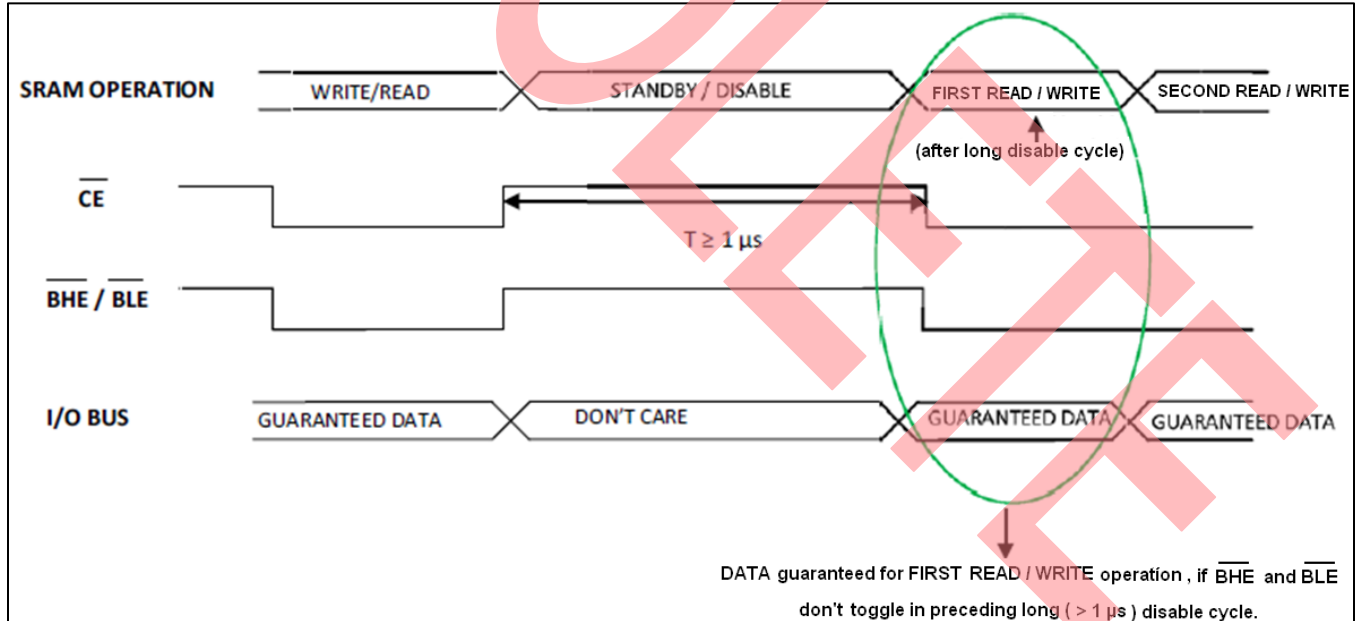 SRAM OPERATION WRITE/READ STANDBY / DISABLE FIRST READ / WRITE SECOND READ / WRITE
(after long disable cycle)
CE
T ≥ 1 µs
BHE / BLE
I/O BUS GUARANTEED DATA DON'T CARE GUARANTEED DATA GUARANTEED DATA
DATA guaranteed for FIRST READ / WRITE operation , if BHE and BLE
don't toggle in preceding long ( > 1 µs ) disable cycle.